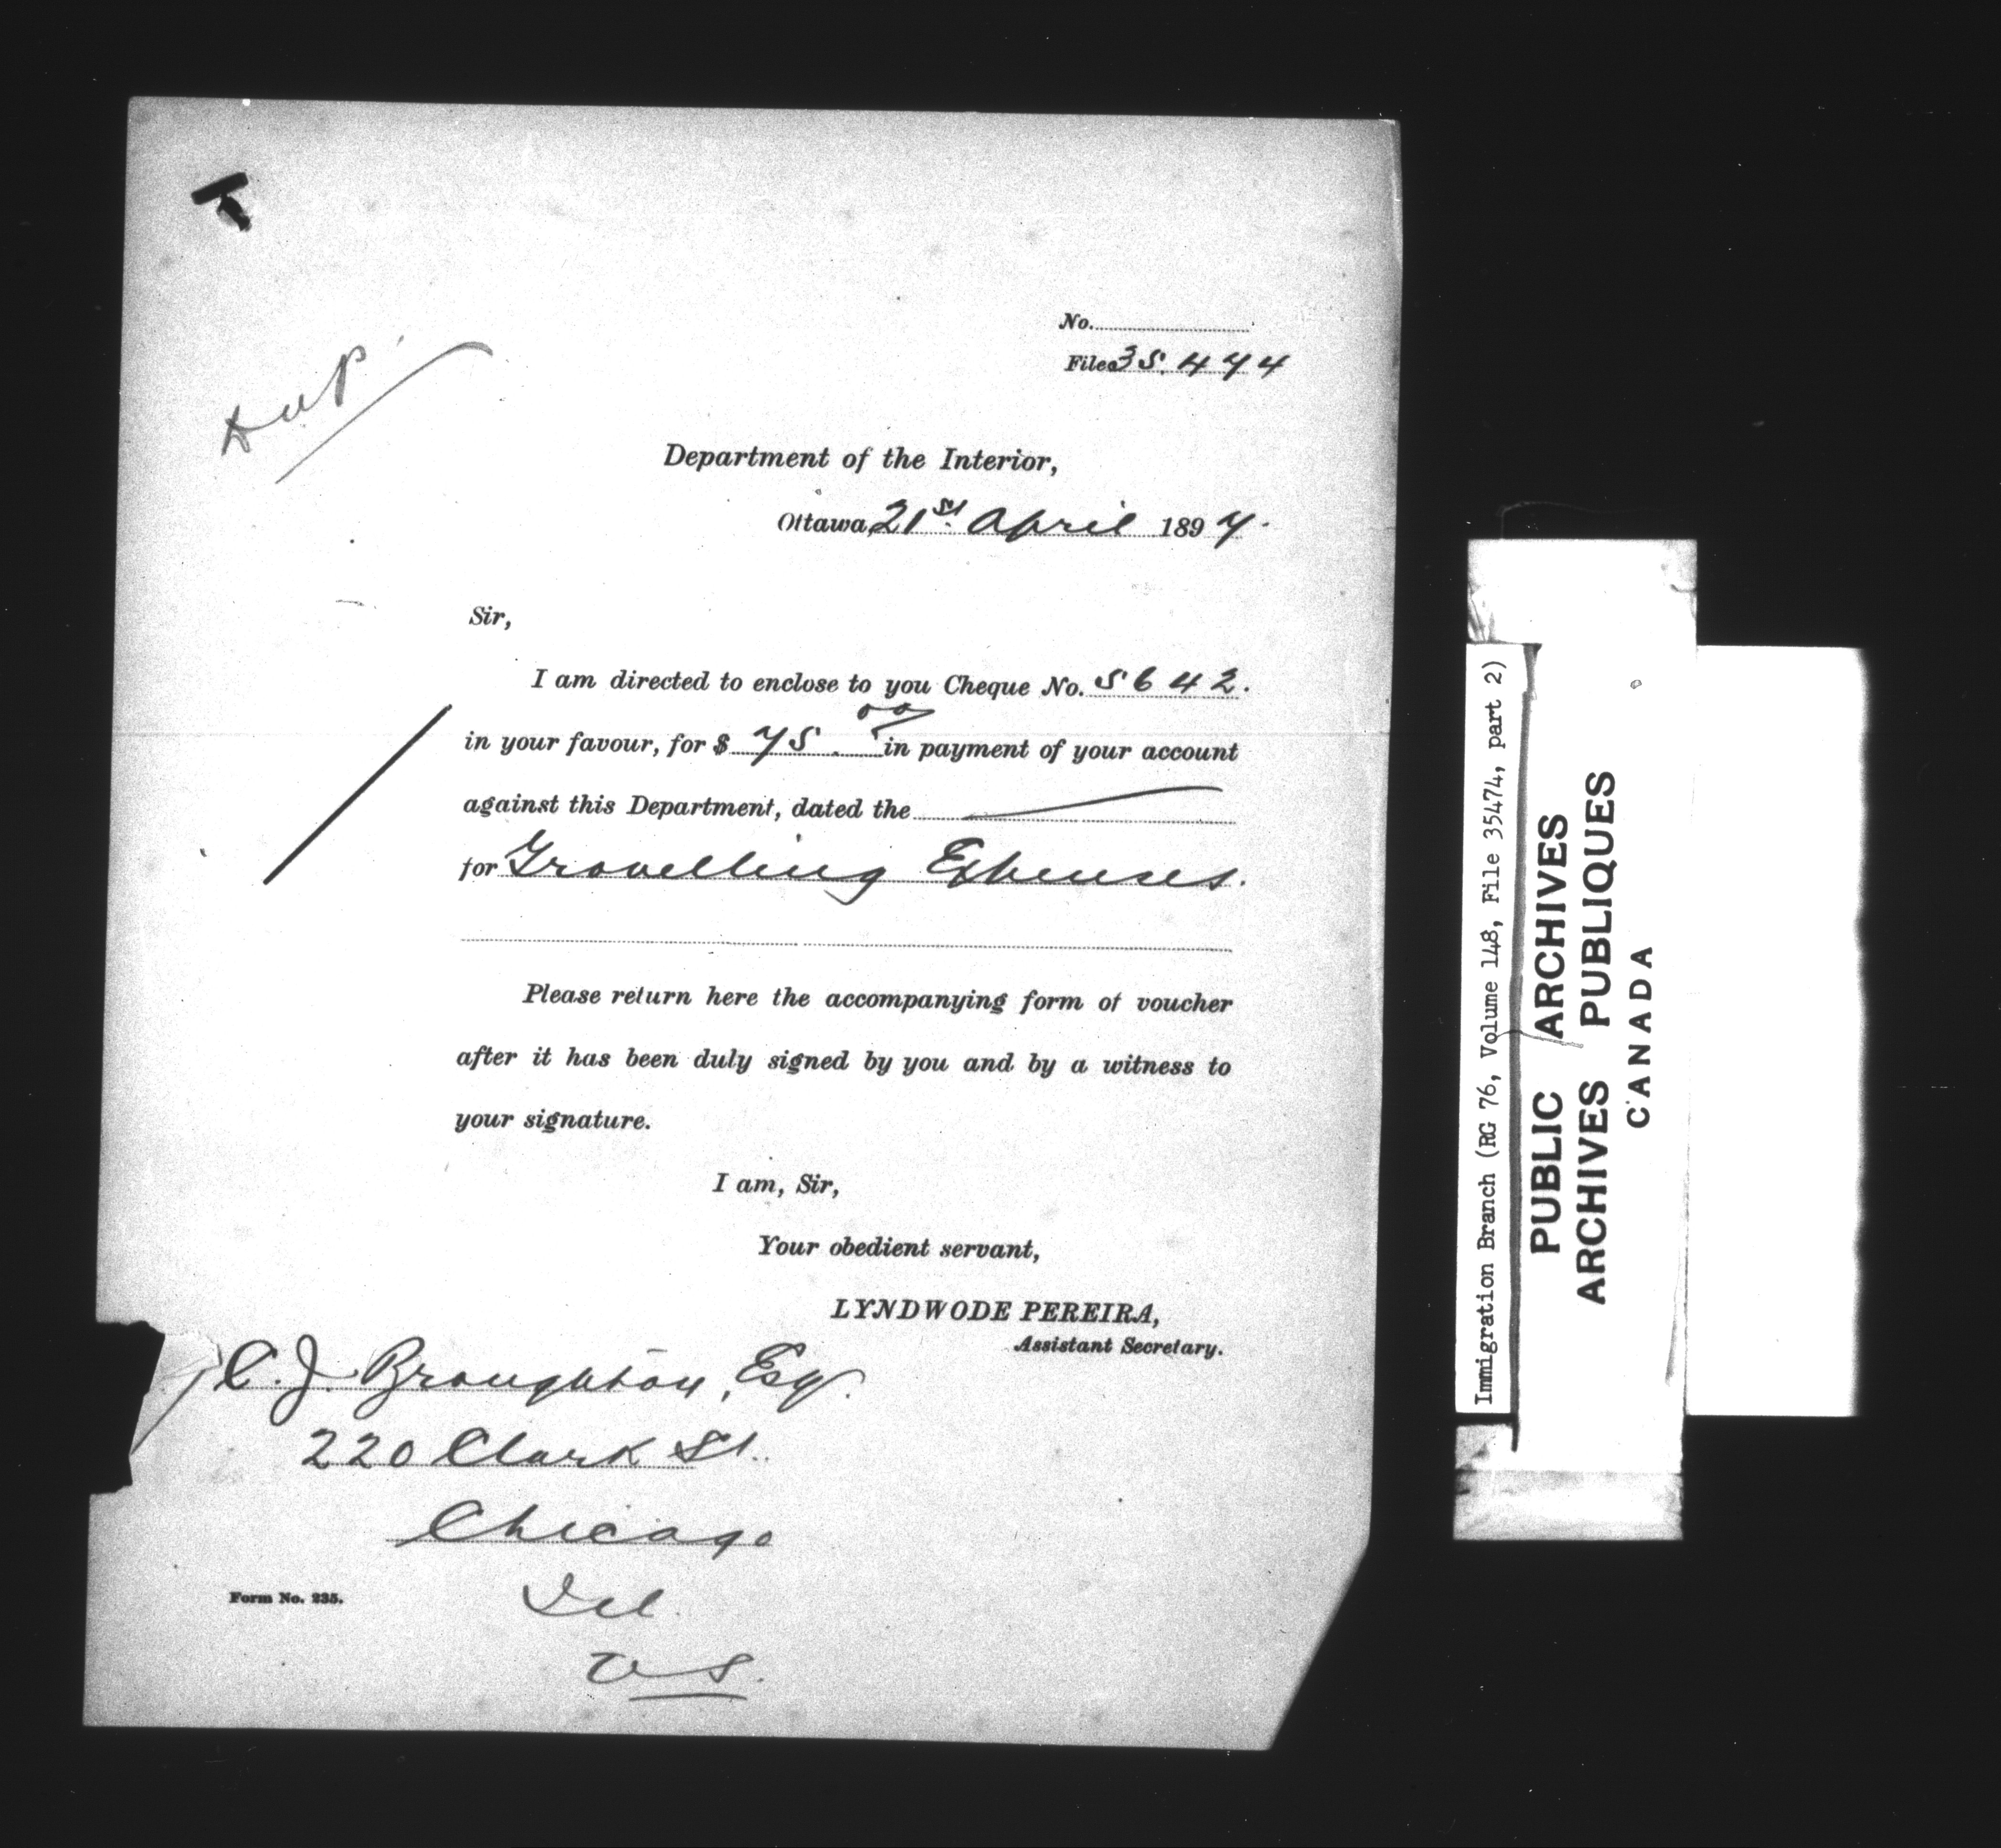 No.
File 35.474
Department of the Interior,
Ottawa, 21st April 1897.
Sir,
I am directed to enclose to you Cheque No. 5642.
in your favour, for $ 75.00 in payment of your account
against this Department, dated the
for Travelling Expenses.
Please return here the accompanying form of voucher
after it has been duly signed by you and by a witness to
your signature.
I am, Sir,
Your obedient servant,
LYNDWODE PEREIRA,
Assistant Secretary.
C. J. Broughton, Esq.
220 Clark St.
Chicago
Ill.
US.
Form No. 235.
Immigration Branch (RG 76, Volume 148, File 35474, part 2)
PUBLIC ARCHIVES
ARCHIVES PUBLIQUES
CANADA